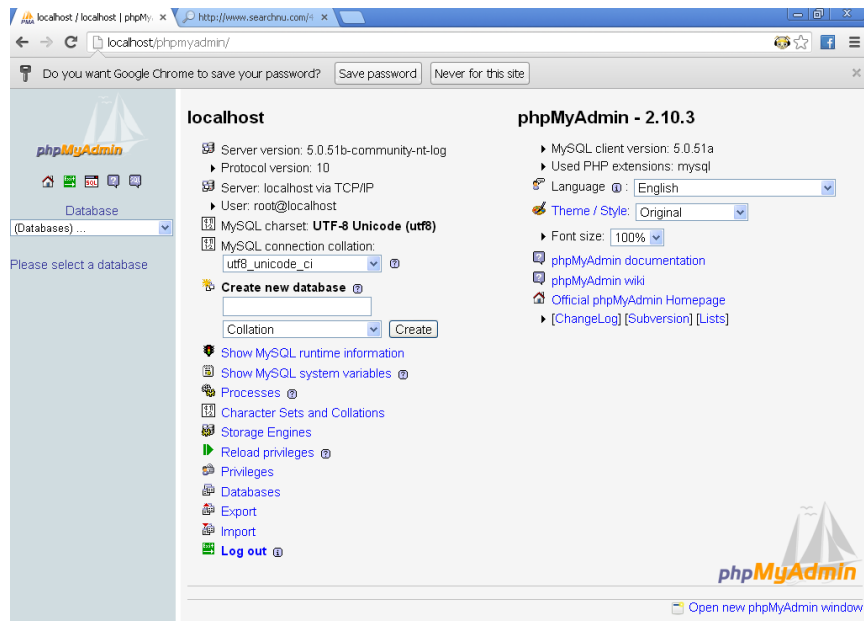 localhost / localhost | phpMy
http://www.searchnu.com/4
localhost/phpmyadmin/
Do you want Google Chrome to save your password?
Save password
Never for this site
phpMyAdmin
SQL
Database
(Databases) ...
Please select a database
localhost
Server version: 5.0.51b-community-nt-log
Protocol version: 10
Server: localhost via TCP/IP
User: root@localhost
MySQL charset: UTF-8 Unicode (utf8)
MySQL connection collation:
utf8_unicode_ci
Create new database
Collation
Create
Show MySQL runtime information
Show MySQL system variables
Processes
Character Sets and Collations
Storage Engines
Reload privileges
Privileges
Databases
Export
Import
Log out
phpMyAdmin - 2.10.3
MySQL client version: 5.0.51a
Used PHP extensions: mysql
Language : English
Theme / Style: Original
Font size: 100%
phpMyAdmin documentation
phpMyAdmin wiki
Official phpMyAdmin Homepage
[ChangeLog] [Subversion] [Lists]
phpMyAdmin
Open new phpMyAdmin window